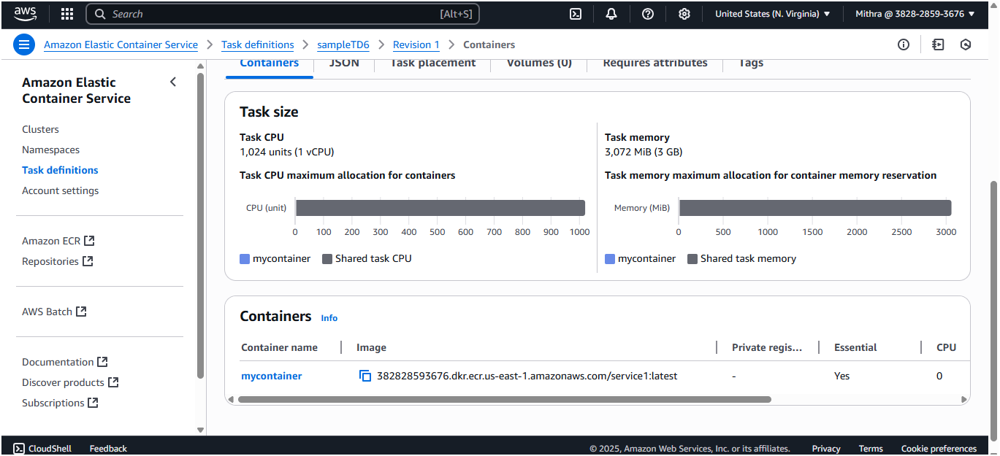 aws
Search
[Alt+S]
United States (N. Virginia)
Mithra @ 3828-2859-3676
Amazon Elastic Container Service
Task definitions
sampleTD6
Revision 1
Containers
Amazon Elastic
Container Service
Clusters
Namespaces
Task definitions
Account settings
Amazon ECR
Repositories
AWS Batch
Documentation
Discover products
Subscriptions
Containers
JSON
Task placement
Volumes (0)
Requires attributes
Tags
Task size
Task CPU
1,024 units (1 vCPU)
Task CPU maximum allocation for containers
CPU (unit)
0 100 200 300 400 500 600 700 800 900 1000
mycontainer
Shared task CPU
Task memory
3,072 MiB (3 GB)
Task memory maximum allocation for container memory reservation
Memory (MiB)
0 500 1000 1500 2000 2500 3000
mycontainer
Shared task memory
Containers Info
Container name Image Private regis... Essential CPU
mycontainer 382828593676.dkr.ecr.us-east-1.amazonaws.com/service1:latest - Yes 0
CloudShell Feedback
© 2025, Amazon Web Services, Inc. or its affiliates. Privacy Terms Cookie preferences